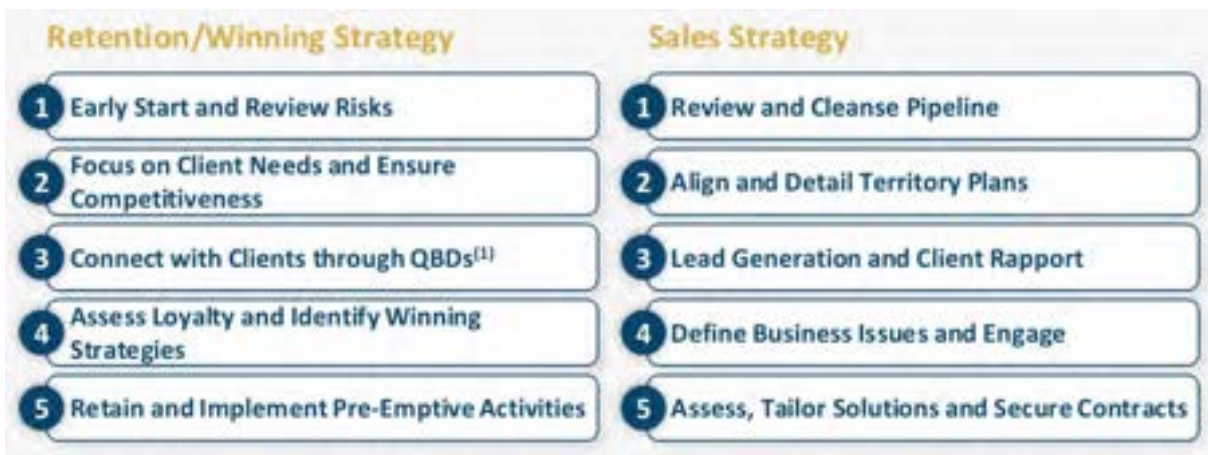 Retention/Winning Strategy
1 Early Start and Review Risks
2 Focus on Client Needs and Ensure
Competitiveness
3 Connect with Clients through QBDs(1)
4 Assess Loyalty and Identify Winning
Strategies
5 Retain and Implement Pre-Emptive Activities
Sales Strategy
1 Review and Cleanse Pipeline
2 Align and Detail Territory Plans
3 Lead Generation and Client Rapport
4 Define Business Issues and Engage
5 Assess, Tailor Solutions and Secure Contracts